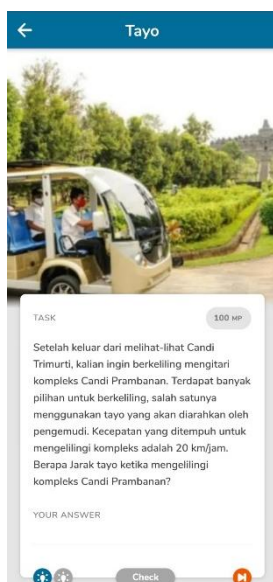 Tayo
TASK
100 MP
Setelah keluar dari melihat-lihat Candi
Trimurti, kalian ingin berkeliling mengitari
kompleks Candi Prambanan. Terdapat banyak
pilihan untuk berkeliling, salah satunya
menggunakan tayo yang akan diarahkan oleh
pengemudi. Kecepatan yang ditempuh untuk
mengelilingi kompleks adalah 20 km/jam.
Berapa Jarak tayo ketika mengelilingi
kompleks Candi Prambanan?
YOUR ANSWER
Check